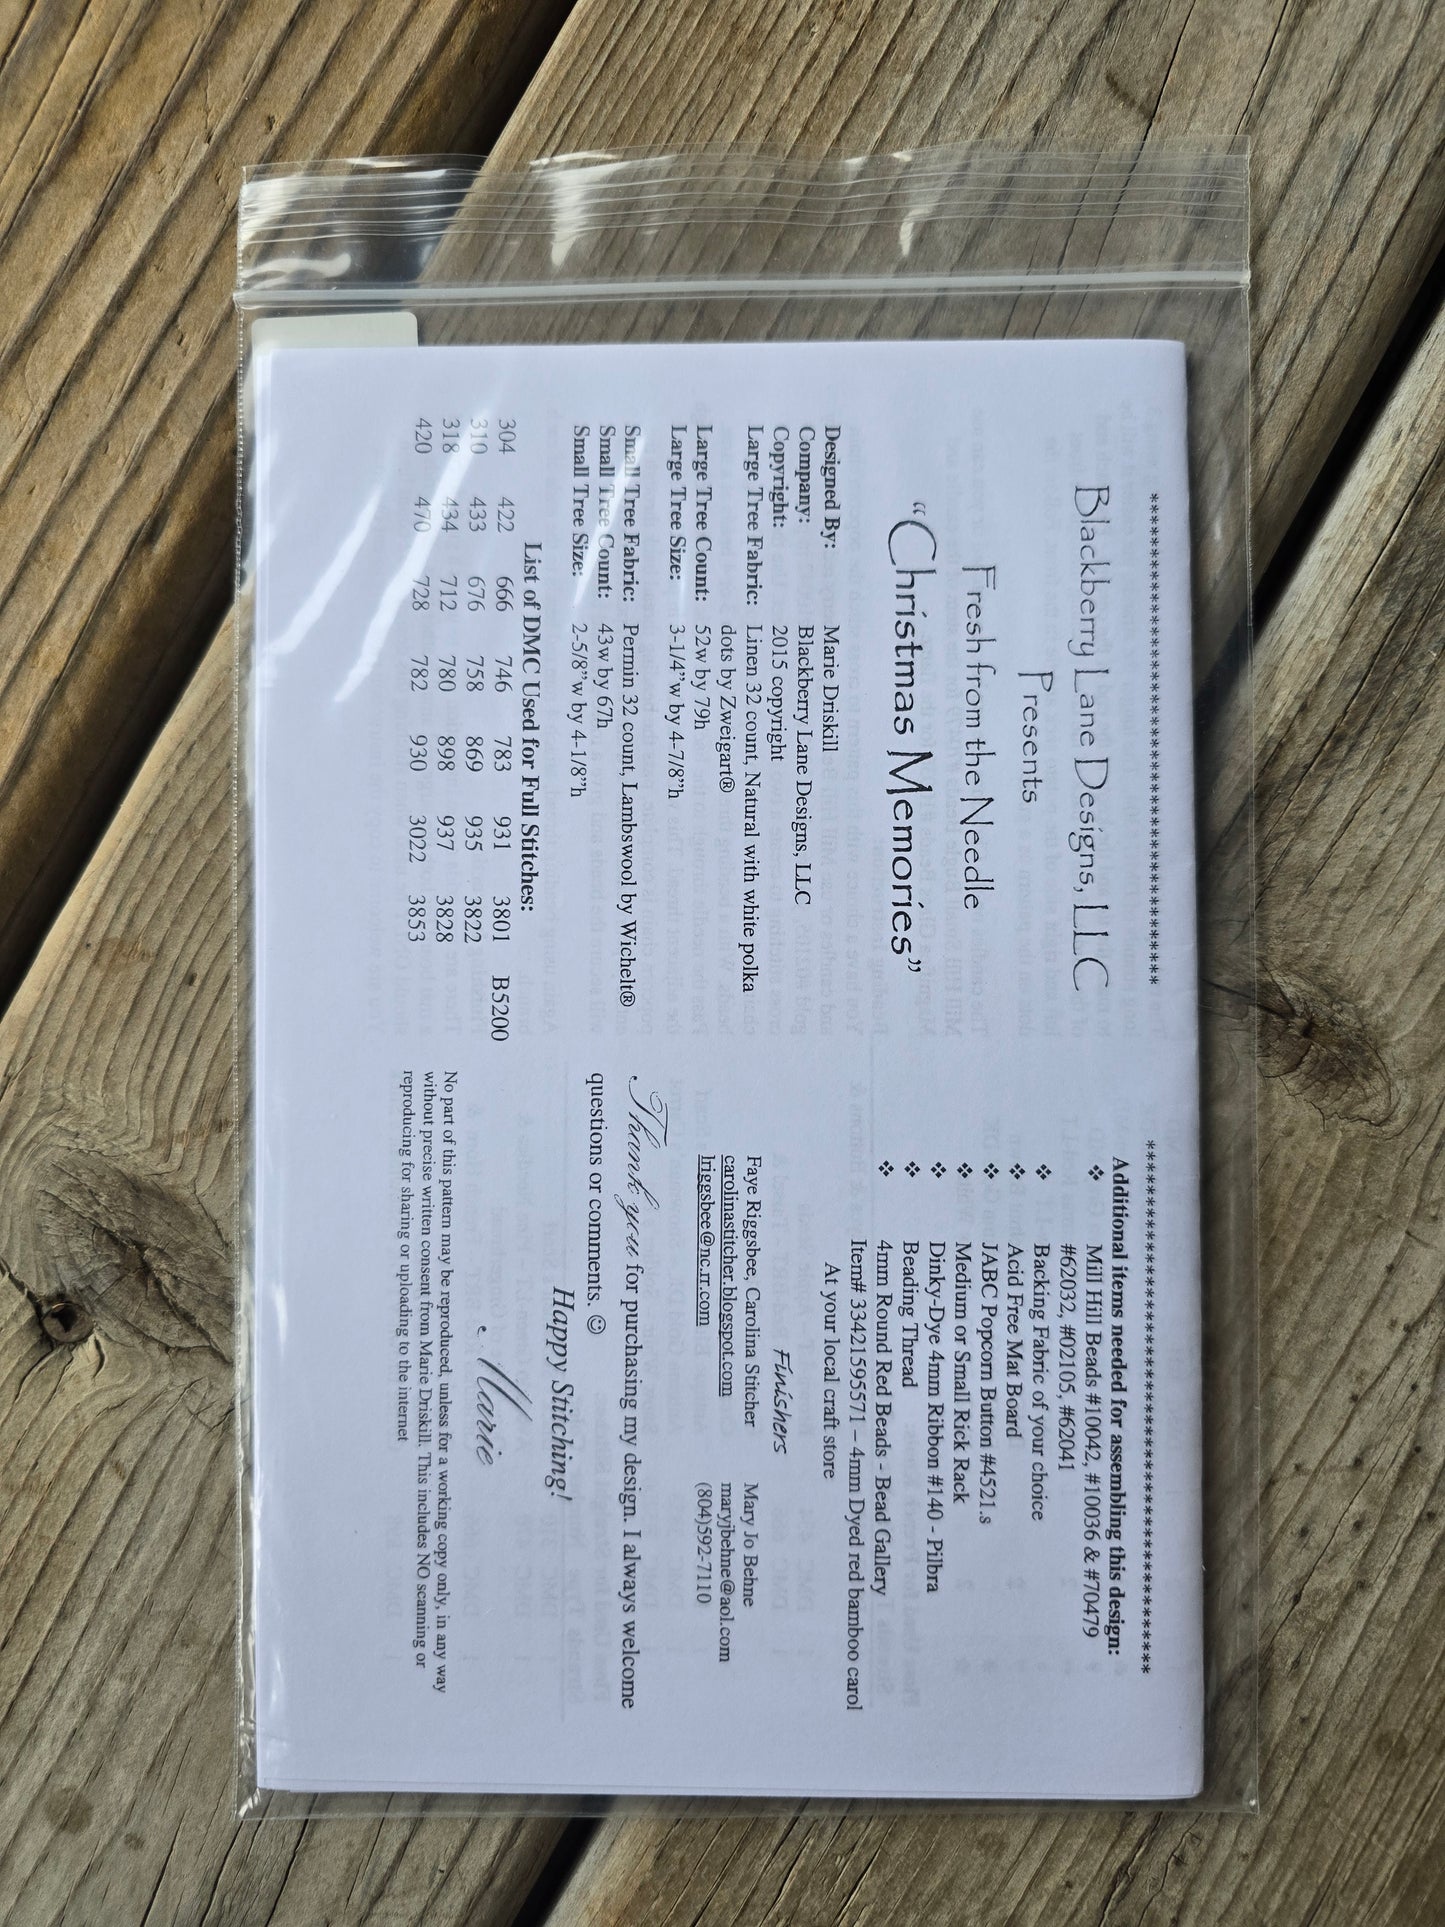 ************************************************
Blackberry Lane Designs, LLC
Presents
Fresh from the Needle
“Christmas Memories”
Designed By: Marie Driskill
Company: Blackberry Lane Designs, LLC
Copyright: 2015 copyright
Large Tree Fabric: Linen 32 count, Natural with white polka
dots by Zweigart®
Large Tree Count: 52w by 79h
Large Tree Size: 3-1/4”w by 4-7/8”h
Small Tree Fabric: Permin 32 count, Lambswool by Wichelt®
Small Tree Count: 43w by 67h
Small Tree Size: 2-5/8”w by 4-1/8”h
List of DMC Used for Full Stitches:
304 422 666 746 783 931 3801 B5200
310 433 676 758 869 935 3822
318 434 712 780 898 937 3828
420 470 728 782 930 3022 3853
****************************************************
Additional items needed for assembling this design:
❖ Mill Hill Beads #10042, #10036 & #70479
#62032, #02105, #62041
❖ Backing Fabric of your choice
❖ Acid Free Mat Board
❖ JABC Popcorn Button #4521.s
❖ Medium or Small Rick Rack
❖ Dinky-Dye 4mm Ribbon #140 - Pilbra
❖ Beading Thread
❖ 4mm Round Red Beads - Bead Gallery
Item# 33421595571 – 4mm Dyed red bamboo carol
At your local craft store
Finishers
Faye Riggsbee, Carolina Stitcher Mary Jo Behne
carolinastitcher.blogspot.com maryjbehne@aol.com
lriggsbee@nc.rr.com (804)592-7110
Thank you for purchasing my design. I always welcome
questions or comments. ☺
Happy Stitching!
Marie
No part of this pattern may be reproduced, unless for a working copy only, in any way
without precise written consent from Marie Driskill. This includes NO scanning or
reproducing for sharing or uploading to the internet